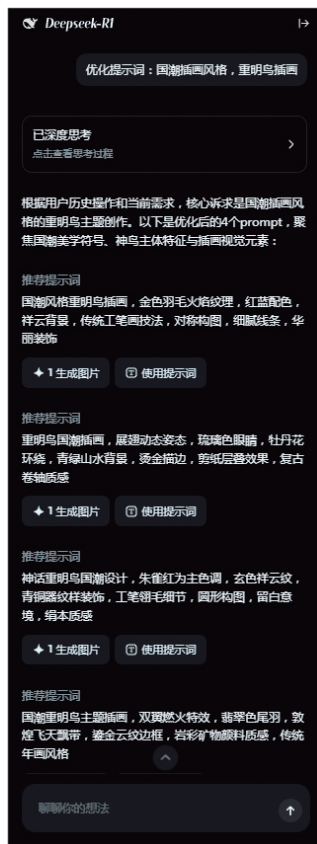 Deepseek-R1
优化提示词：国潮插画风格，重明鸟插画
已深度思考
点击查看思考过程
根据用户历史操作和当前需求，核心诉求是国潮插画风
格的重明鸟主题创作。以下是优化后的4个prompt，聚
焦国潮美学符号、神鸟主体特征与插画视觉元素：
推荐提示词
国潮风格重明鸟插画，金色羽毛火焰纹理，红蓝配色，
祥云背景，传统工笔画技法，对称构图，细腻线条，华
丽装饰
1 生成图片 使用提示词
推荐提示词
重明鸟国潮插画，展翅动态姿态，琉璃色眼睛，牡丹花
环绕，青绿山水背景，烫金描边，剪纸层叠效果，复古
卷轴质感
1 生成图片 使用提示词
推荐提示词
神话重明鸟国潮设计，朱雀红为主色调，玄色祥云纹，
青铜器纹样装饰，工笔翎毛细节，圆形构图，留白意
境，绢本质感
1 生成图片 使用提示词
推荐提示词
国潮重明鸟主题插画，双翼燃火特效，翡翠色尾羽，敦
煌飞天飘带，鎏金云纹边框，岩彩矿物颜料质感，传统
年画风格
聊聊你的想法